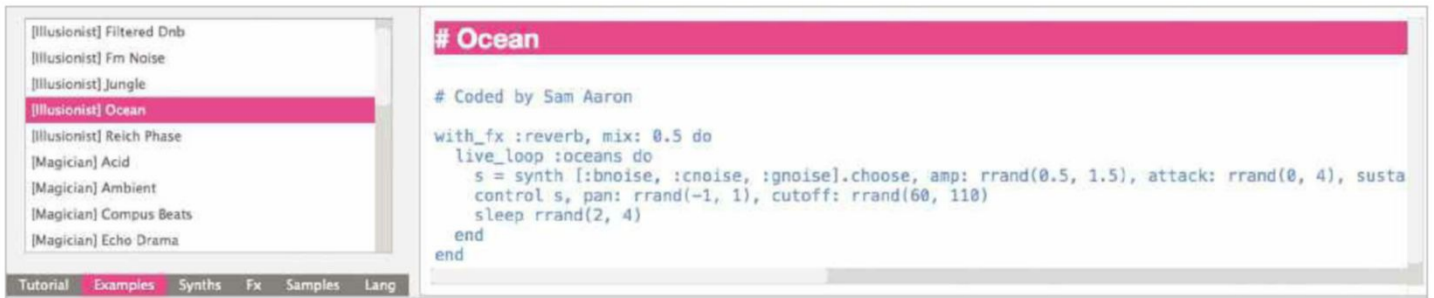 [Illusionist] Filtered Dnb
[Illusionist] Fm Noise
[Illusionist] Jungle
[Illusionist] Ocean
[Illusionist] Reich Phase
[Magician] Acid
[Magician] Ambient
[Magician] Compus Beats
[Magician] Echo Drama
Tutorial Examples Synths Fx Samples Lang
# Ocean
# Coded by Sam Aaron
with_fx :reverb, mix: 0.5 do
live_loop :oceans do
s = synth [:bnoise, :cnoise, :gnoise].choose, amp: rrand(0.5, 1.5), attack: rrand(0, 4), susta
control s, pan: rrand(-1, 1), cutoff: rrand(60, 110)
sleep rrand(2, 4)
end
end